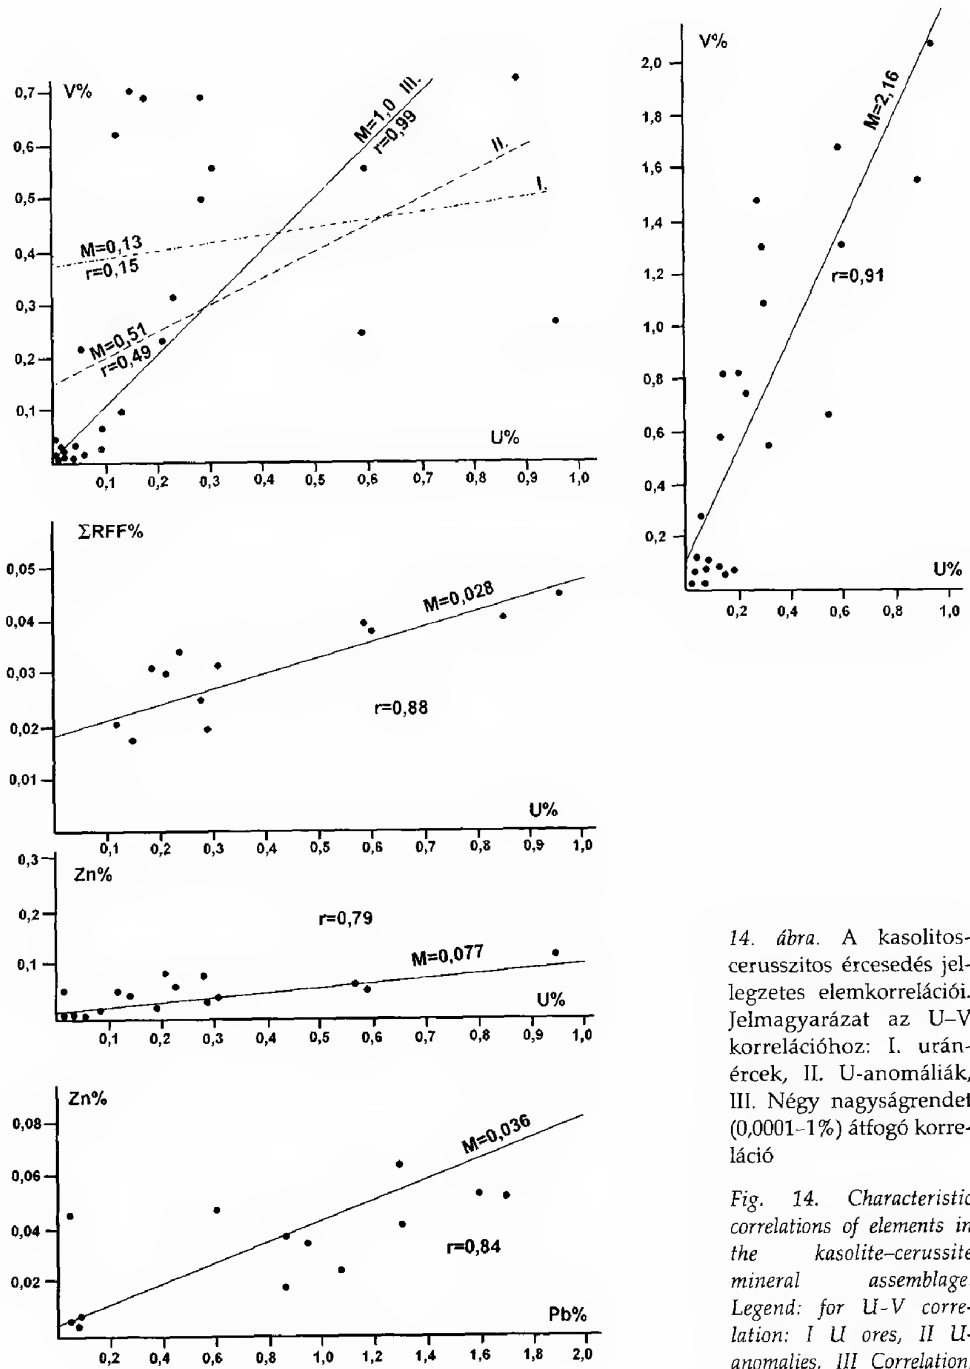 V%
0,7
0,6
0,5
0,4
0,3
0,2
0,1
M=1,0 III.
r=0,99
II.
I.
M=0,13
r=0,15
M=0,51
r=0,49
U%
0,1 0,2 0,3 0,4 0,5 0,6 0,7 0,8 0,9 1,0
V%
2,0
1,8
1,6
1,4
1,2
1,0
0,8
0,6
0,4
0,2
M=2,16
r=0,91
U%
0,2 0,4 0,6 0,8 1,0
ΣRFF%
0,05
0,04
0,03
0,02
0,01
M=0,028
r=0,88
U%
0,1 0,2 0,3 0,4 0,5 0,6 0,7 0,8 0,9 1,0
Zn%
0,3
0,2
0,1
r=0,79
M=0,077
U%
0,1 0,2 0,3 0,4 0,5 0,6 0,7 0,8 0,9 1,0
Zn%
0,08
0,06
0,04
0,02
M=0,036
r=0,84
Pb%
0,2 0,4 0,6 0,8 1,0 1,2 1,4 1,6 1,8 2,0
14. ábra. A kasolitos-
cerusszitos ércesedés jel-
legzetes elemkorrelációi.
Jelmagyarázat az U–V
korrelációhoz: I. urán-
ércek, II. U-anomáliák,
III. Négy nagyságrendet
(0,0001–1%) átfogó korre-
láció
Fig. 14. Characteristic
correlations of elements in
the kasolite–cerussite
mineral assemblage.
Legend: for U-V corre-
lation: I U ores, II U-
anomalies, III Correlation,